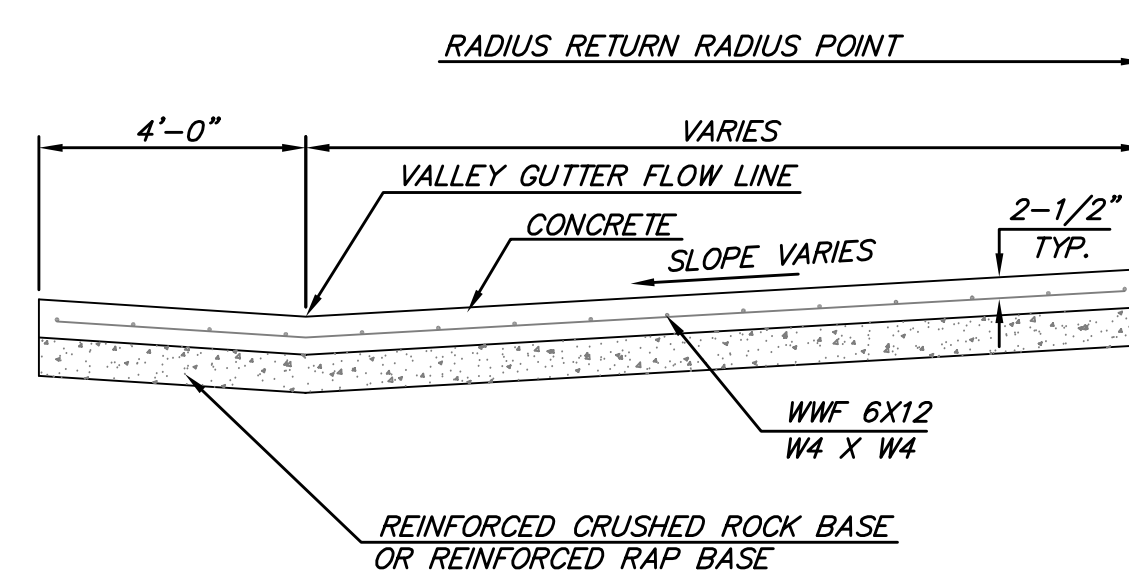 RADIUS RETURN RADIUS POINT
4'-0"
VARIES
VALLEY GUTTER FLOW LINE
2-1/2"
TYP.
CONCRETE
SLOPE VARIES
WWF 6X12
W4 X W4
REINFORCED CRUSHED ROCK BASE
OR REINFORCED RAP BASE